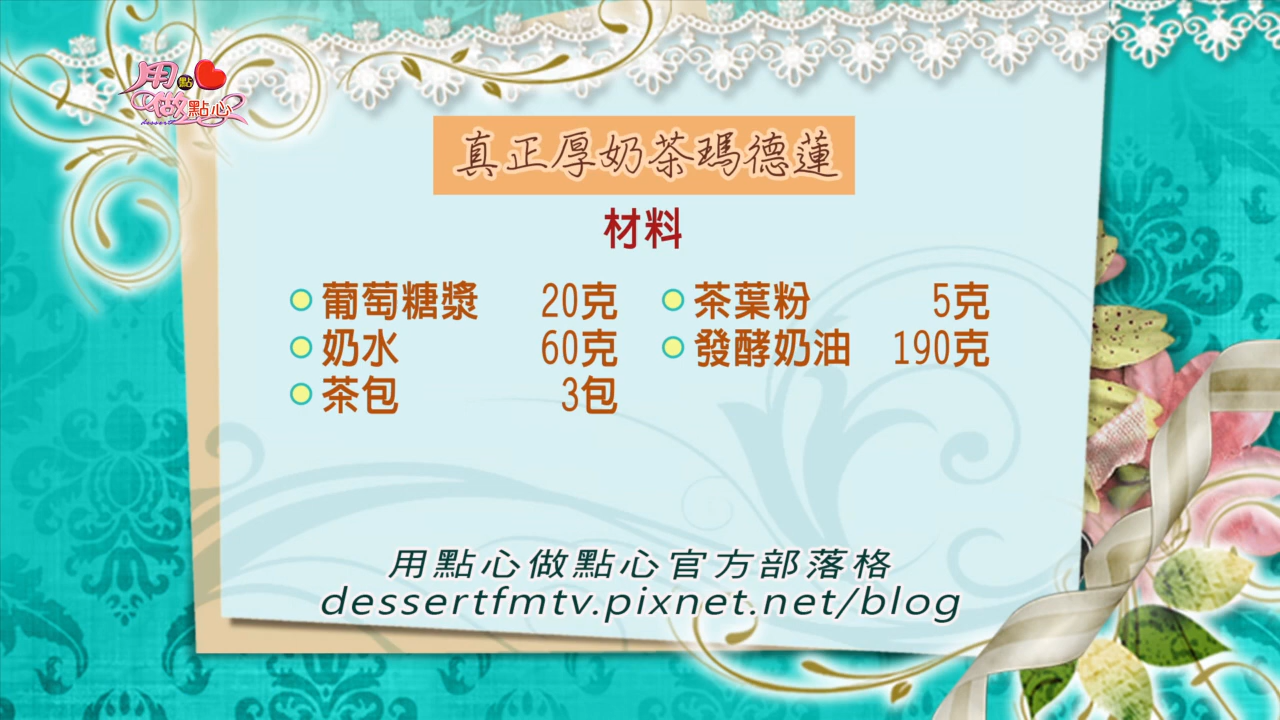 用點心
做點心
dessert
真正厚奶茶瑪德蓮
材料
葡萄糖漿 20克 茶葉粉 5克
奶水 60克 發酵奶油 190克
茶包 3包
用點心做點心官方部落格
dessertfmtv.pixnet.net/blog